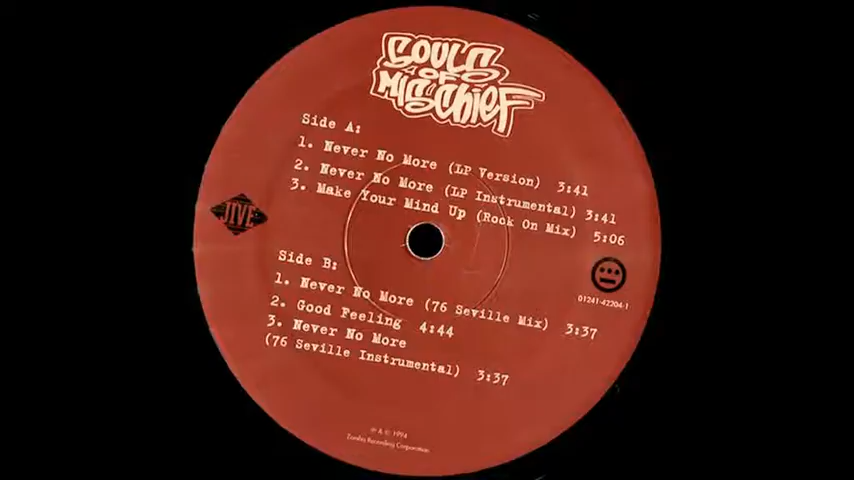 SOULS
OF
MISCHIEF
Side A:
1. Never No More (LP Version) 3:41
2. Never No More (LP Instrumental) 3:41
3. Make Your Mind Up (Rock On Mix) 5:06
JIVE
Side B:
1. Never No More (76 Seville Mix) 3:37
2. Good Feeling 4:44
3. Never No More
(76 Seville Instrumental) 3:37
01241-42204-1
℗ & © 1994
Zomba Recording Corporation